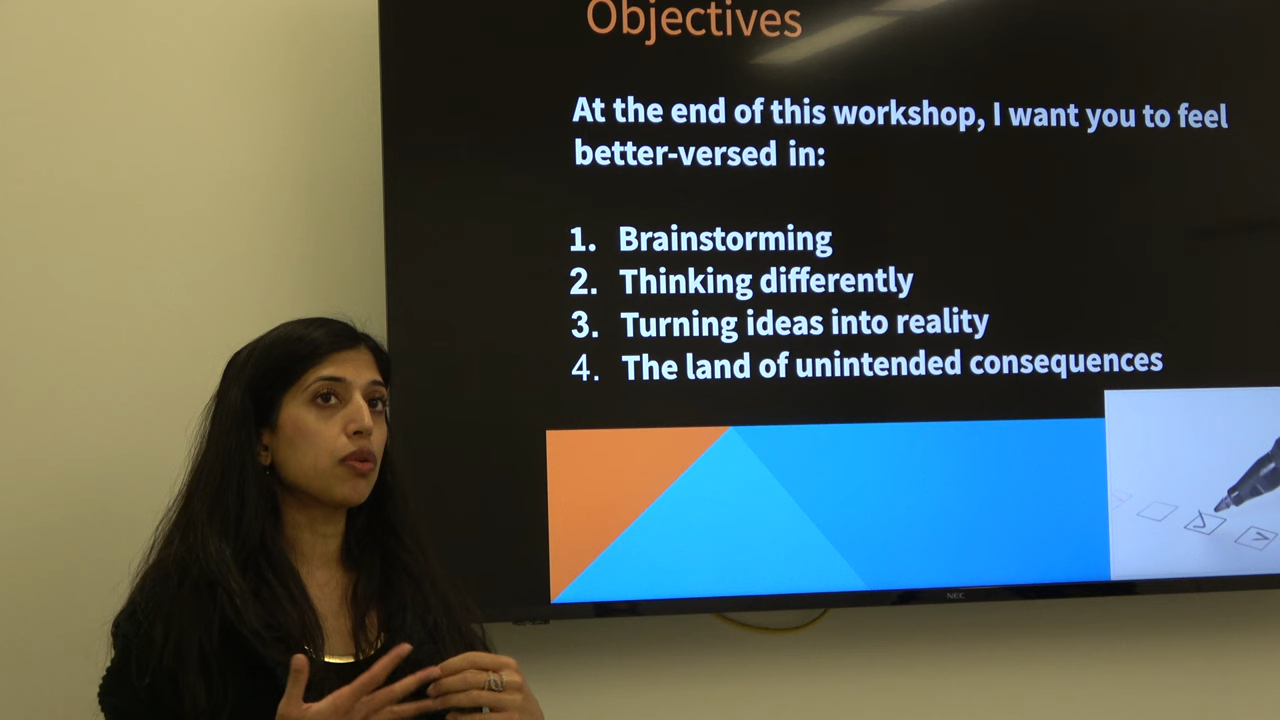 Objectives
At the end of this workshop, I want you to feel
better-versed in:
1. Brainstorming
2. Thinking differently
3. Turning ideas into reality
4. The land of unintended consequences
NEC